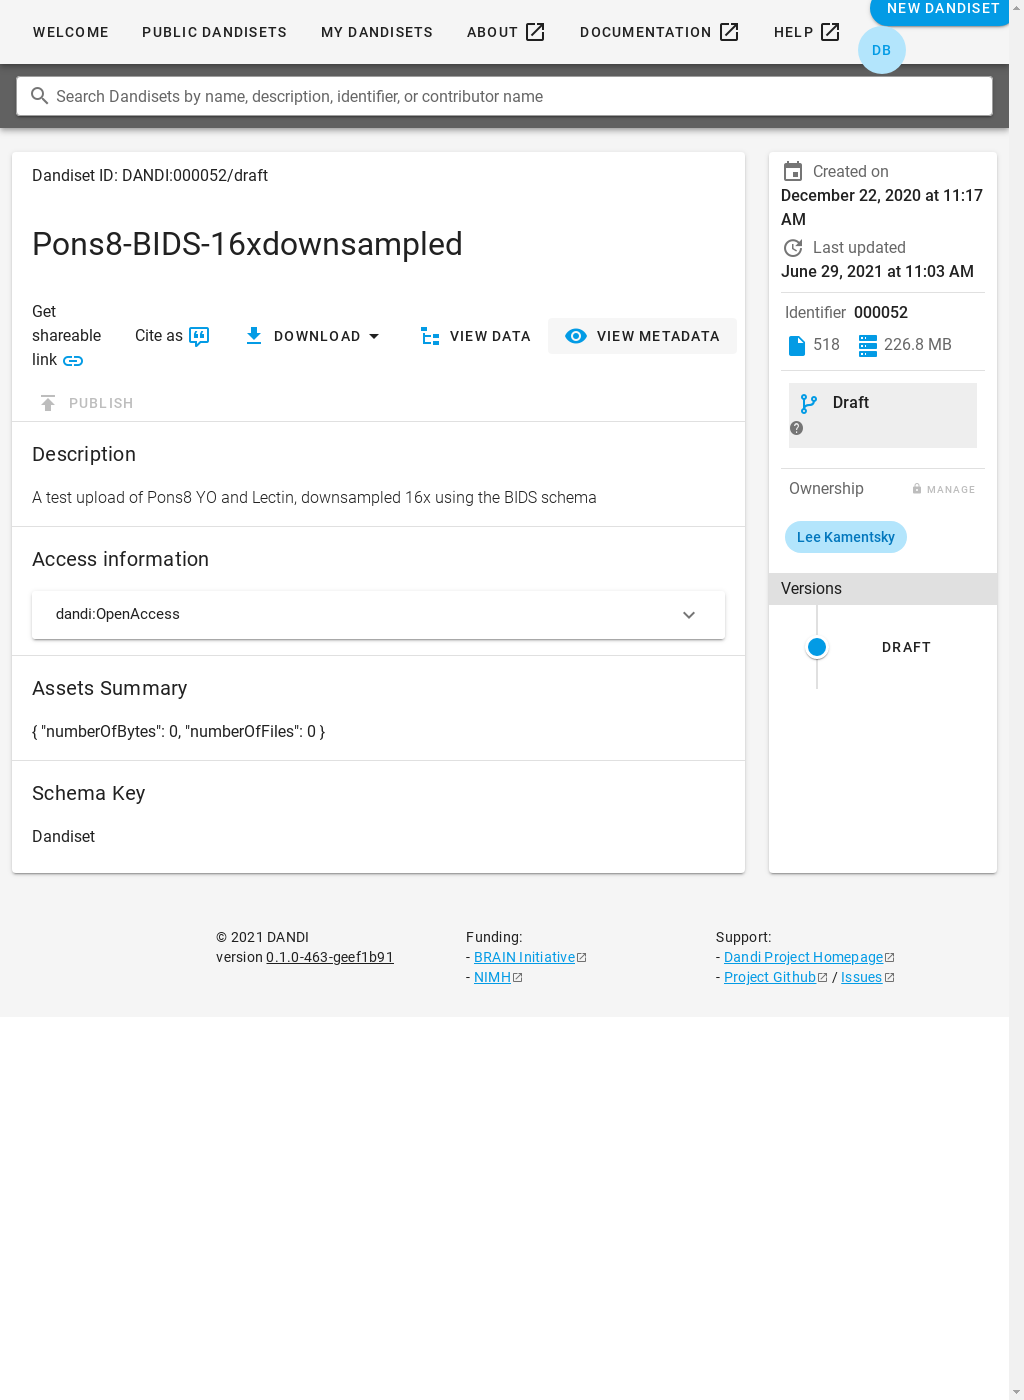 WELCOME
PUBLIC DANDISETS
MY DANDISETS
ABOUT
DOCUMENTATION
HELP
NEW DANDISET
DB
Search Dandisets by name, description, identifier, or contributor name
Dandiset ID: DANDI:000052/draft
Pons8-BIDS-16xdownsampled
Get
shareable
link
Cite as
DOWNLOAD
VIEW DATA
VIEW METADATA
PUBLISH
Description
A test upload of Pons8 YO and Lectin, downsampled 16x using the BIDS schema
Access information
dandi:OpenAccess
Assets Summary
{ "numberOfBytes": 0, "numberOfFiles": 0 }
Schema Key
Dandiset
Created on
December 22, 2020 at 11:17
AM
Last updated
June 29, 2021 at 11:03 AM
Identifier 000052
518
226.8 MB
Draft
Ownership
MANAGE
Lee Kamentsky
Versions
DRAFT
© 2021 DANDI
version 0.1.0-463-geef1b91
Funding:
- BRAIN Initiative
- NIMH
Support:
- Dandi Project Homepage
- Project Github / Issues